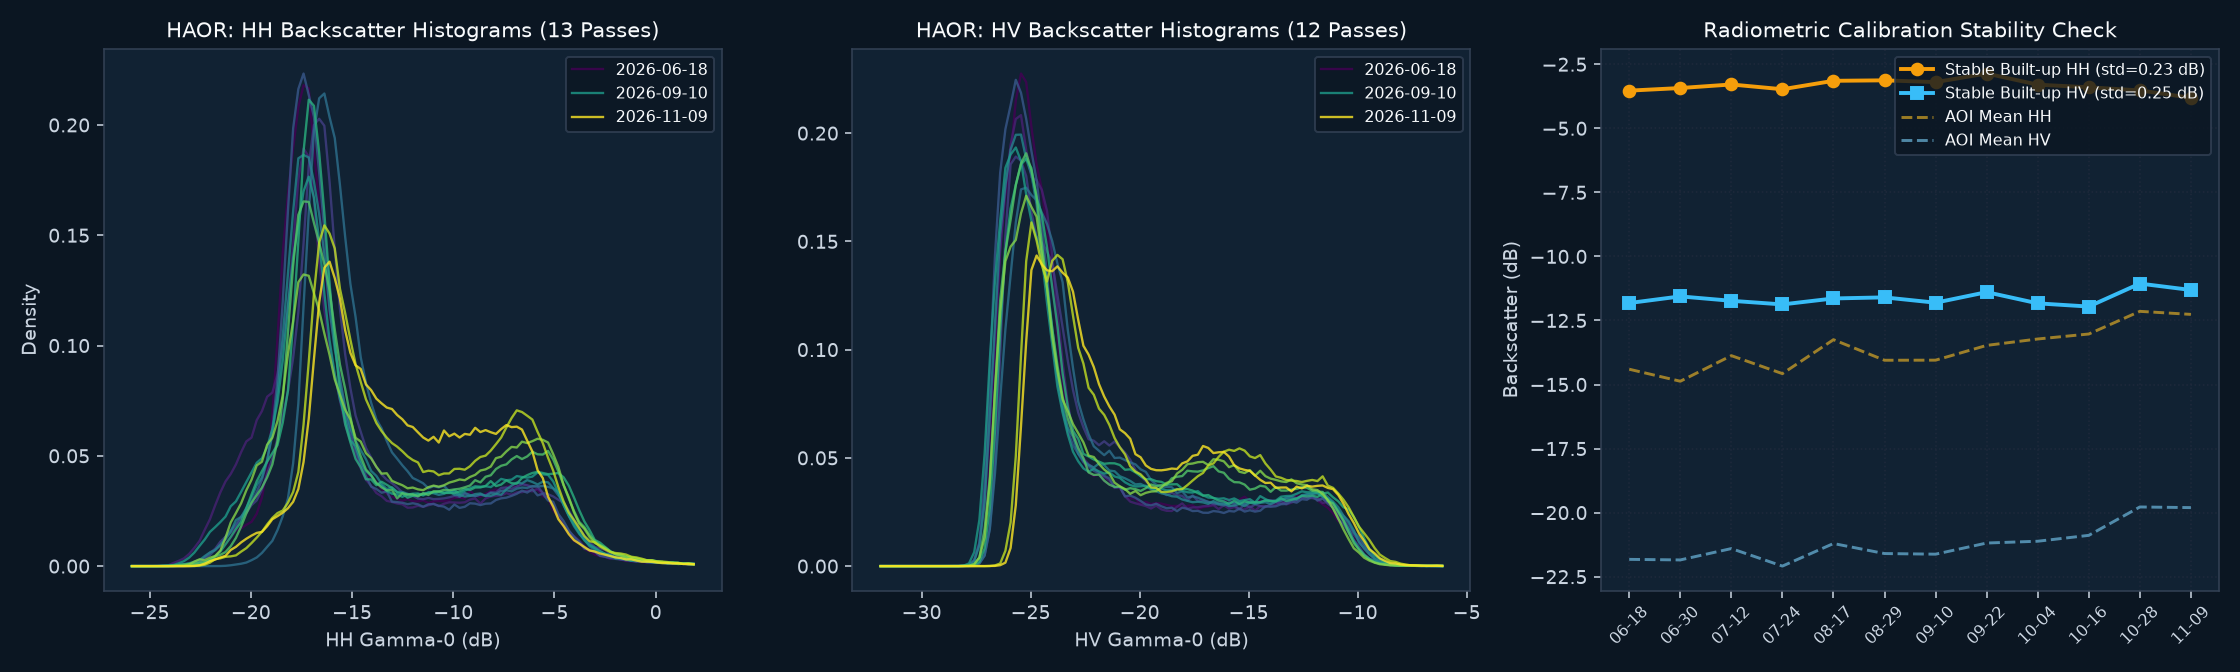 HAOR: HH Backscatter Histograms (13 Passes)
2026-06-18
2026-09-10
2026-11-09
Density
0.20
0.15
0.10
0.05
0.00
−25 −20 −15 −10 −5 0
HH Gamma-0 (dB)
HAOR: HV Backscatter Histograms (12 Passes)
2026-06-18
2026-09-10
2026-11-09
0.20
0.15
0.10
0.05
0.00
−30 −25 −20 −15 −10 −5
HV Gamma-0 (dB)
Radiometric Calibration Stability Check
Stable Built-up HH (std=0.23 dB)
Stable Built-up HV (std=0.25 dB)
AOI Mean HH
AOI Mean HV
Backscatter (dB)
−2.5
−5.0
−7.5
−10.0
−12.5
−15.0
−17.5
−20.0
−22.5
06-18 06-30 07-12 07-24 08-17 08-29 09-10 09-22 10-04 10-16 10-28 11-09